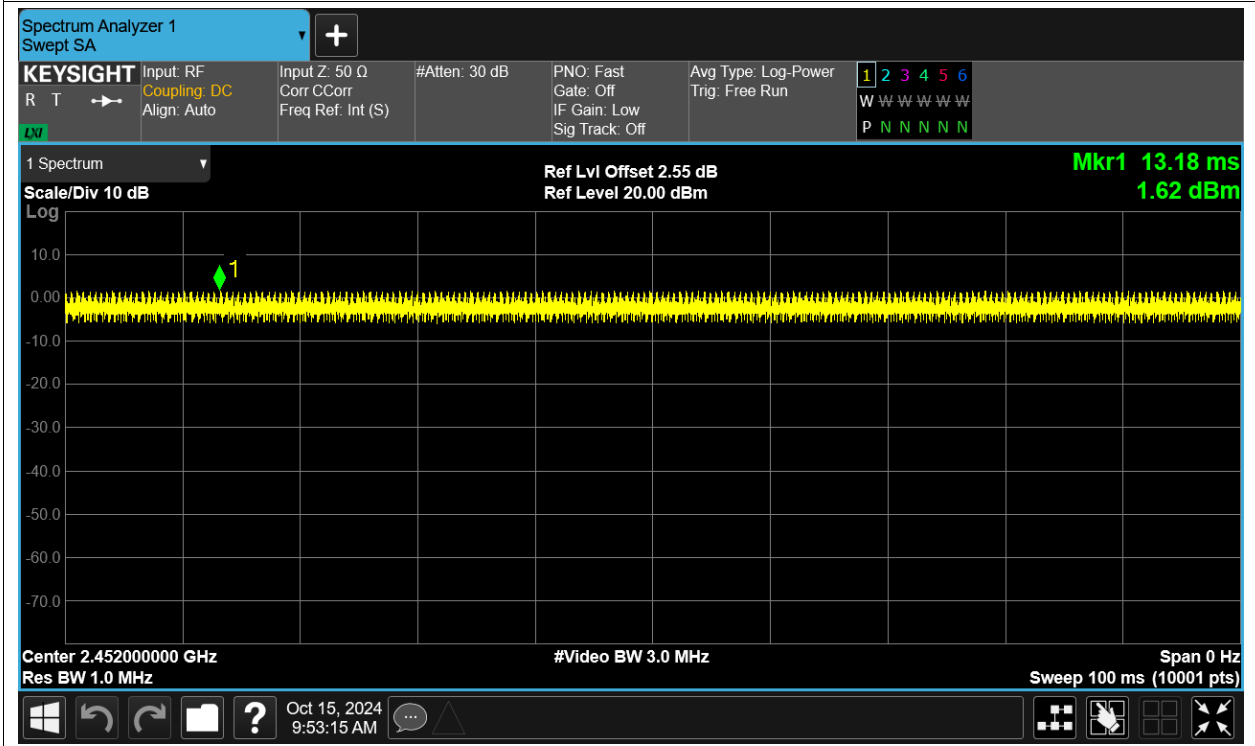 Spectrum Analyzer 1
Swept SA
+
KEYSIGHT
R T
LXI
Input: RF
Coupling: DC
Align: Auto
Input Z: 50 Ω
Corr CCorr
Freq Ref: Int (S)
#Atten: 30 dB
PNO: Fast
Gate: Off
IF Gain: Low
Sig Track: Off
Avg Type: Log-Power
Trig: Free Run
1 2 3 4 5 6
W W W W W W
P N N N N N
1 Spectrum
Scale/Div 10 dB
Ref Lvl Offset 2.55 dB
Ref Level 20.00 dBm
Mkr1 13.18 ms
1.62 dBm
Log
10.0
1
0.00
-10.0
-20.0
-30.0
-40.0
-50.0
-60.0
-70.0
Center 2.452000000 GHz
Res BW 1.0 MHz
#Video BW 3.0 MHz
Span 0 Hz
Sweep 100 ms (10001 pts)
?
Oct 15, 2024
9:53:15 AM